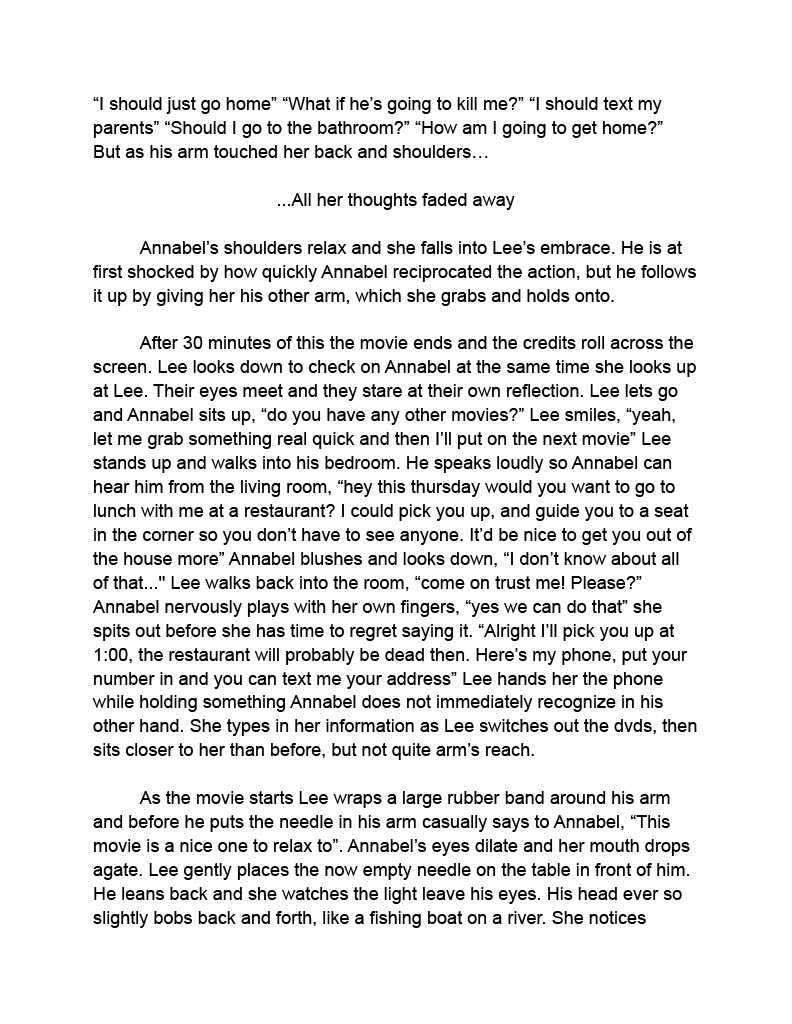 “I should just go home” “What if he’s going to kill me?” “I should text my
parents” “Should I go to the bathroom?” “How am I going to get home?”
But as his arm touched her back and shoulders…
...All her thoughts faded away
Annabel’s shoulders relax and she falls into Lee’s embrace. He is at
first shocked by how quickly Annabel reciprocated the action, but he follows
it up by giving her his other arm, which she grabs and holds onto.
After 30 minutes of this the movie ends and the credits roll across the
screen. Lee looks down to check on Annabel at the same time she looks up
at Lee. Their eyes meet and they stare at their own reflection. Lee lets go
and Annabel sits up, “do you have any other movies?” Lee smiles, “yeah,
let me grab something real quick and then I’ll put on the next movie” Lee
stands up and walks into his bedroom. He speaks loudly so Annabel can
hear him from the living room, “hey this thursday would you want to go to
lunch with me at a restaurant? I could pick you up, and guide you to a seat
in the corner so you don’t have to see anyone. It’d be nice to get you out of
the house more” Annabel blushes and looks down, “I don’t know about all
of that..." Lee walks back into the room, “come on trust me! Please?”
Annabel nervously plays with her own fingers, “yes we can do that” she
spits out before she has time to regret saying it. “Alright I’ll pick you up at
1:00, the restaurant will probably be dead then. Here’s my phone, put your
number in and you can text me your address” Lee hands her the phone
while holding something Annabel does not immediately recognize in his
other hand. She types in her information as Lee switches out the dvds, then
sits closer to her than before, but not quite arm’s reach.
As the movie starts Lee wraps a large rubber band around his arm
and before he puts the needle in his arm casually says to Annabel, “This
movie is a nice one to relax to”. Annabel’s eyes dilate and her mouth drops
agate. Lee gently places the now empty needle on the table in front of him.
He leans back and she watches the light leave his eyes. His head ever so
slightly bobs back and forth, like a fishing boat on a river. She notices